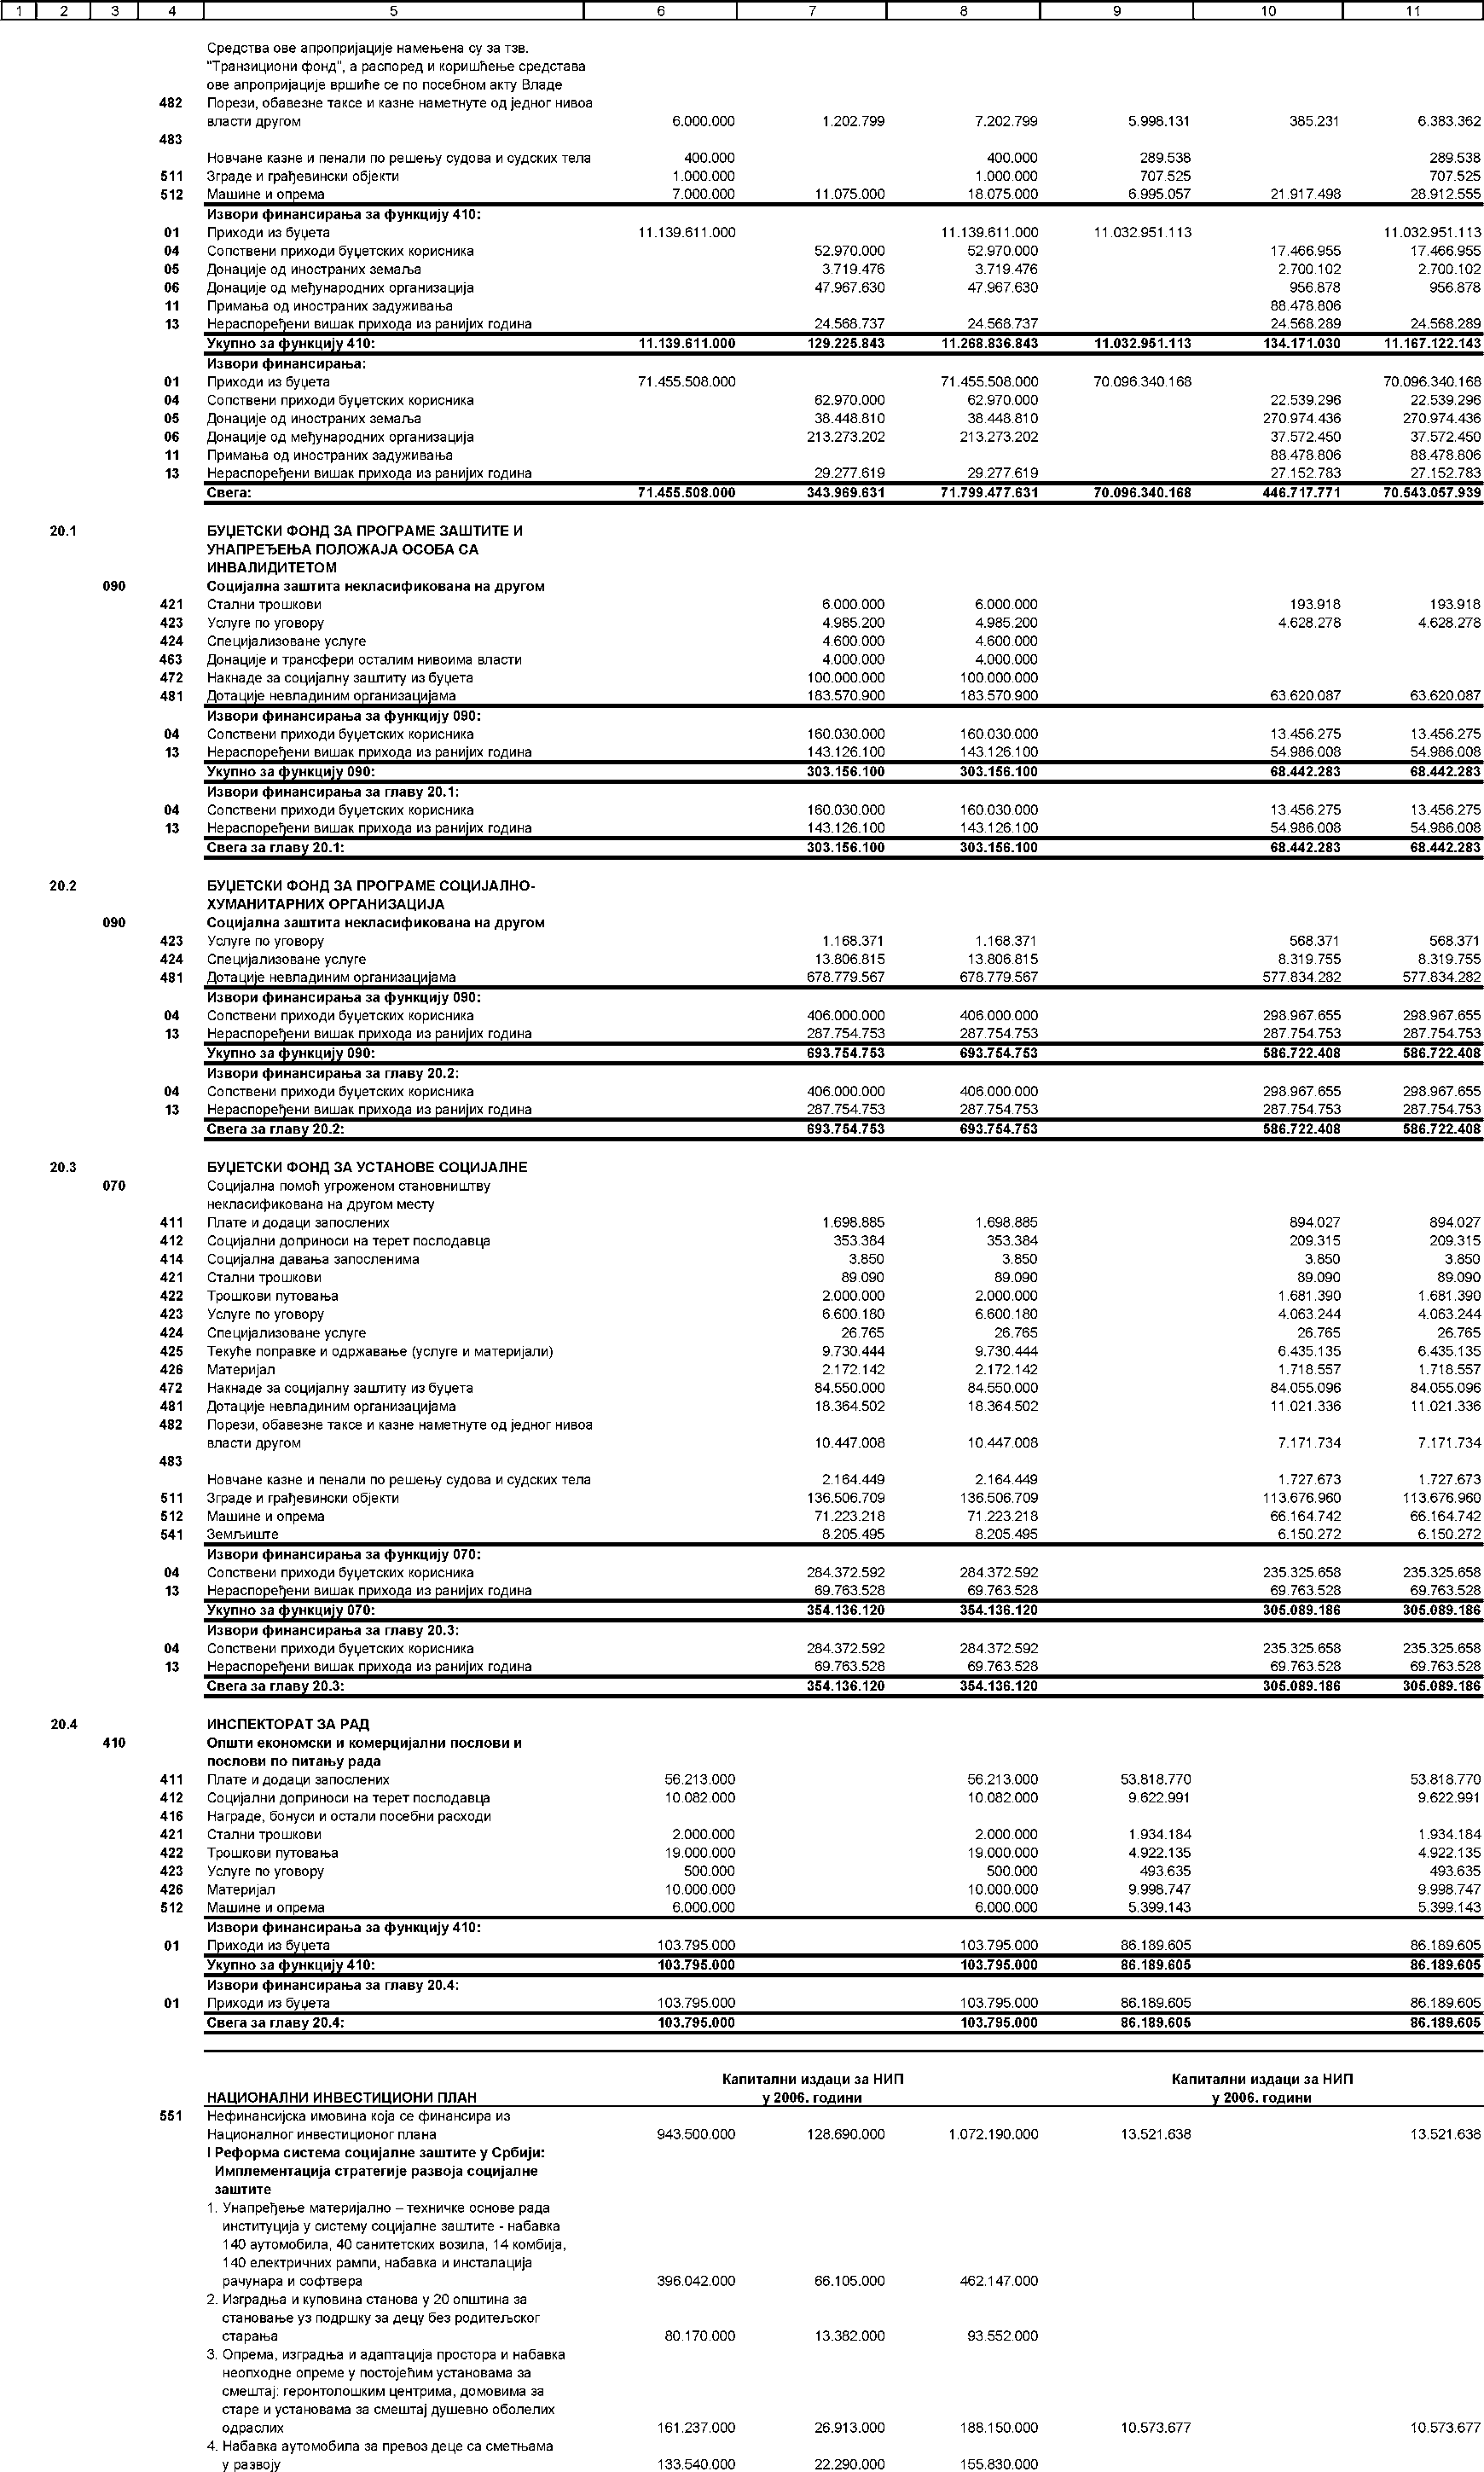 1 2 3 4 5 6 7 8 9 10 11
Средства ове апропријације намењена су за тзв.
"Транзициони фонд", а распоред и коришћење средстава
ове апропријације вршиће се по посебном акту Владе
482 Порези, обавезне таксе и казне наметнуте од једног нивоа
власти другом 6.000.000 1.202.799 7.202.799 5.998.131 385.231 6.383.362
483
Новчане казне и пенали по решењу судова и судских тела 400.000 400.000 289.538 289.538
511 Зграде и грађевински објекти 1.000.000 1.000.000 707.525 707.525
512 Машине и опрема 7.000.000 11.075.000 18.075.000 6.995.057 21.917.498 28.912.555
Извори финансирања за функцију 410:
01 Приходи из буџета 11.139.611.000 11.139.611.000 11.032.951.113 11.032.951.113
04 Сопствени приходи буџетских корисника 52.970.000 52.970.000 17.466.955 17.466.955
05 Донације од иностраних земаља 3.719.476 3.719.476 2.700.102 2.700.102
06 Донације од међународних организација 47.967.630 47.967.630 956.878 956.878
11 Примања од иностраних задуживања 88.478.806
13 Нераспоређени вишак прихода из ранијих година 24.568.737 24.568.737 24.568.289 24.568.289
Укупно за функцију 410: 11.139.611.000 129.225.843 11.268.836.843 11.032.951.113 134.171.030 11.167.122.143
Извори финансирања:
01 Приходи из буџета 71.455.508.000 71.455.508.000 70.096.340.168 70.096.340.168
04 Сопствени приходи буџетских корисника 62.970.000 62.970.000 22.539.296 22.539.296
05 Донације од иностраних земаља 38.448.810 38.448.810 270.974.436 270.974.436
06 Донације од међународних организација 213.273.202 213.273.202 37.572.450 37.572.450
11 Примања од иностраних задуживања 88.478.806 88.478.806
13 Нераспоређени вишак прихода из ранијих година 29.277.619 29.277.619 27.152.783 27.152.783
Свега: 71.455.508.000 343.969.631 71.799.477.631 70.096.340.168 446.717.771 70.543.057.939
20.1 БУЏЕТСКИ ФОНД ЗА ПРОГРАМЕ ЗАШТИТЕ И
УНАПРЕЂЕЊА ПОЛОЖАЈА ОСОБА СА
ИНВАЛИДИТЕТОМ
090 Социјална заштита некласификована на другом
421 Стални трошкови 6.000.000 6.000.000 193.918 193.918
423 Услуге по уговору 4.985.200 4.985.200 4.628.278 4.628.278
424 Специјализоване услуге 4.600.000 4.600.000
463 Донације и трансфери осталим нивоима власти 4.000.000 4.000.000
472 Накнаде за социјалну заштиту из буџета 100.000.000 100.000.000
481 Дотације невладиним организацијама 183.570.900 183.570.900 63.620.087 63.620.087
Извори финансирања за функцију 090:
04 Сопствени приходи буџетских корисника 160.030.000 160.030.000 13.456.275 13.456.275
13 Нераспоређени вишак прихода из ранијих година 143.126.100 143.126.100 54.986.008 54.986.008
Укупно за функцију 090: 303.156.100 303.156.100 68.442.283 68.442.283
Извори финансирања за главу 20.1:
04 Сопствени приходи буџетских корисника 160.030.000 160.030.000 13.456.275 13.456.275
13 Нераспоређени вишак прихода из ранијих година 143.126.100 143.126.100 54.986.008 54.986.008
Свега за главу 20.1: 303.156.100 303.156.100 68.442.283 68.442.283
20.2 БУЏЕТСКИ ФОНД ЗА ПРОГРАМЕ СОЦИЈАЛНО-
ХУМАНИТАРНИХ ОРГАНИЗАЦИЈА
090 Социјална заштита некласификована на другом
423 Услуге по уговору 1.168.371 1.168.371 568.371 568.371
424 Специјализоване услуге 13.806.815 13.806.815 8.319.755 8.319.755
481 Дотације невладиним организацијама 678.779.567 678.779.567 577.834.282 577.834.282
Извори финансирања за функцију 090:
04 Сопствени приходи буџетских корисника 406.000.000 406.000.000 298.967.655 298.967.655
13 Нераспоређени вишак прихода из ранијих година 287.754.753 287.754.753 287.754.753 287.754.753
Укупно за функцију 090: 693.754.753 693.754.753 586.722.408 586.722.408
Извори финансирања за главу 20.2:
04 Сопствени приходи буџетских корисника 406.000.000 406.000.000 298.967.655 298.967.655
13 Нераспоређени вишак прихода из ранијих година 287.754.753 287.754.753 287.754.753 287.754.753
Свега за главу 20.2: 693.754.753 693.754.753 586.722.408 586.722.408
20.3 БУЏЕТСКИ ФОНД ЗА УСТАНОВЕ СОЦИЈАЛНЕ
070 Социјална помоћ угроженом становништву
некласификована на другом месту
411 Плате и додаци запослених 1.698.885 1.698.885 894.027 894.027
412 Социјални доприноси на терет послодавца 353.384 353.384 209.315 209.315
414 Социјална давања запосленима 3.850 3.850 3.850 3.850
421 Стални трошкови 89.090 89.090 89.090 89.090
422 Трошкови путовања 2.000.000 2.000.000 1.681.390 1.681.390
423 Услуге по уговору 6.600.180 6.600.180 4.063.244 4.063.244
424 Специјализоване услуге 26.765 26.765 26.765 26.765
425 Текуће поправке и одржавање (услуге и материјали) 9.730.444 9.730.444 6.435.135 6.435.135
426 Материјал 2.172.142 2.172.142 1.718.557 1.718.557
472 Накнаде за социјалну заштиту из буџета 84.550.000 84.550.000 84.055.096 84.055.096
481 Дотације невладиним организацијама 18.364.502 18.364.502 11.021.336 11.021.336
482 Порези, обавезне таксе и казне наметнуте од једног нивоа
власти другом 10.447.008 10.447.008 7.171.734 7.171.734
483
Новчане казне и пенали по решењу судова и судских тела 2.164.449 2.164.449 1.727.673 1.727.673
511 Зграде и грађевински објекти 136.506.709 136.506.709 113.676.960 113.676.960
512 Машине и опрема 71.223.218 71.223.218 66.164.742 66.164.742
541 Земљиште 8.205.495 8.205.495 6.150.272 6.150.272
Извори финансирања за функцију 070:
04 Сопствени приходи буџетских корисника 284.372.592 284.372.592 235.325.658 235.325.658
13 Нераспоређени вишак прихода из ранијих година 69.763.528 69.763.528 69.763.528 69.763.528
Укупно за функцију 070: 354.136.120 354.136.120 305.089.186 305.089.186
Извори финансирања за главу 20.3:
04 Сопствени приходи буџетских корисника 284.372.592 284.372.592 235.325.658 235.325.658
13 Нераспоређени вишак прихода из ранијих година 69.763.528 69.763.528 69.763.528 69.763.528
Свега за главу 20.3: 354.136.120 354.136.120 305.089.186 305.089.186
20.4 ИНСПЕКТОРАТ ЗА РАД
410 Општи економски и комерцијални послови и
послови по питању рада
411 Плате и додаци запослених 56.213.000 56.213.000 53.818.770 53.818.770
412 Социјални доприноси на терет послодавца 10.082.000 10.082.000 9.622.991 9.622.991
416 Награде, бонуси и остали посебни расходи
421 Стални трошкови 2.000.000 2.000.000 1.934.184 1.934.184
422 Трошкови путовања 19.000.000 19.000.000 4.922.135 4.922.135
423 Услуге по уговору 500.000 500.000 493.635 493.635
426 Материјал 10.000.000 10.000.000 9.998.747 9.998.747
512 Машине и опрема 6.000.000 6.000.000 5.399.143 5.399.143
Извори финансирања за функцију 410:
01 Приходи из буџета 103.795.000 103.795.000 86.189.605 86.189.605
Укупно за функцију 410: 103.795.000 103.795.000 86.189.605 86.189.605
Извори финансирања за главу 20.4:
01 Приходи из буџета 103.795.000 103.795.000 86.189.605 86.189.605
Свега за главу 20.4: 103.795.000 103.795.000 86.189.605 86.189.605
Капитални издаци за НИП Капитални издаци за НИП
НАЦИОНАЛНИ ИНВЕСТИЦИОНИ ПЛАН у 2006. години у 2006. години
551 Нефинансијска имовина која се финансира из
Националног инвестиционог плана 943.500.000 128.690.000 1.072.190.000 13.521.638 13.521.638
I Реформа система социјалне заштите у Србији:
Имплементација стратегије развоја социјалне
заштите
1. Унапређење материјално – техничке основе рада
институција у систему социјалне заштите - набавка
140 аутомобила, 40 санитетских возила, 14 комбија,
140 електричних рампи, набавка и инсталација
рачунара и софтвера 396.042.000 66.105.000 462.147.000
2. Изградња и куповина станова у 20 општина за
становање уз подршку за децу без родитељског
старања 80.170.000 13.382.000 93.552.000
3. Опрема, изградња и адаптација простора и набавка
неопходне опреме у постојећим установама за
смештај: геронтолошким центрима, домовима за
старе и установама за смештај душевно оболелих
одраслих 161.237.000 26.913.000 188.150.000 10.573.677 10.573.677
4. Набавка аутомобила за превоз деце са сметњама
у развоју 133.540.000 22.290.000 155.830.000